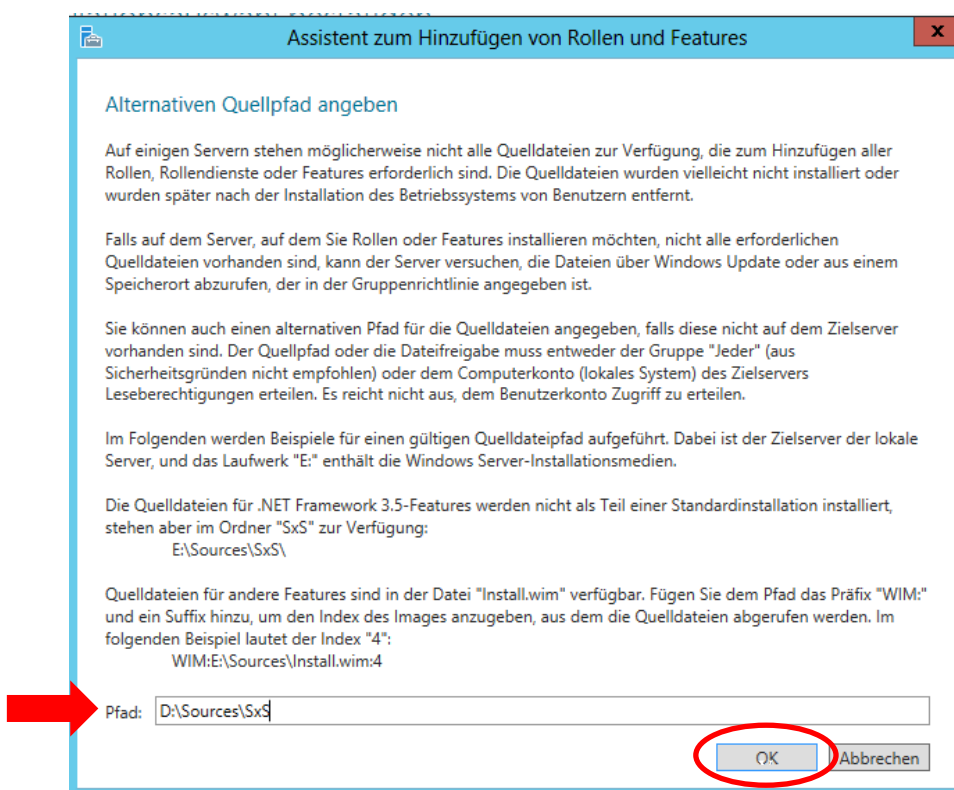 Assistent zum Hinzufügen von Rollen und Features
x
Alternativen Quellpfad angeben
Auf einigen Servern stehen möglicherweise nicht alle Quelldateien zur Verfügung, die zum Hinzufügen aller
Rollen, Rollendienste oder Features erforderlich sind. Die Quelldateien wurden vielleicht nicht installiert oder
wurden später nach der Installation des Betriebssystems von Benutzern entfernt.
Falls auf dem Server, auf dem Sie Rollen oder Features installieren möchten, nicht alle erforderlichen
Quelldateien vorhanden sind, kann der Server versuchen, die Dateien über Windows Update oder aus einem
Speicherort abzurufen, der in der Gruppenrichtlinie angegeben ist.
Sie können auch einen alternativen Pfad für die Quelldateien angegeben, falls diese nicht auf dem Zielserver
vorhanden sind. Der Quellpfad oder die Dateifreigabe muss entweder der Gruppe "Jeder" (aus
Sicherheitsgründen nicht empfohlen) oder dem Computerkonto (lokales System) des Zielservers
Leseberechtigungen erteilen. Es reicht nicht aus, dem Benutzerkonto Zugriff zu erteilen.
Im Folgenden werden Beispiele für einen gültigen Quelldateipfad aufgeführt. Dabei ist der Zielserver der lokale
Server, und das Laufwerk "E:" enthält die Windows Server-Installationsmedien.
Die Quelldateien für .NET Framework 3.5-Features werden nicht als Teil einer Standardinstallation installiert,
stehen aber im Ordner "SxS" zur Verfügung:
E:\Sources\SxS\
Quelldateien für andere Features sind in der Datei "Install.wim" verfügbar. Fügen Sie dem Pfad das Präfix "WIM:"
und ein Suffix hinzu, um den Index des Images anzugeben, aus dem die Quelldateien abgerufen werden. Im
folgenden Beispiel lautet der Index "4":
WIM:E:\Sources\Install.wim:4
Pfad: D:\Sources\SxS
OK Abbrechen